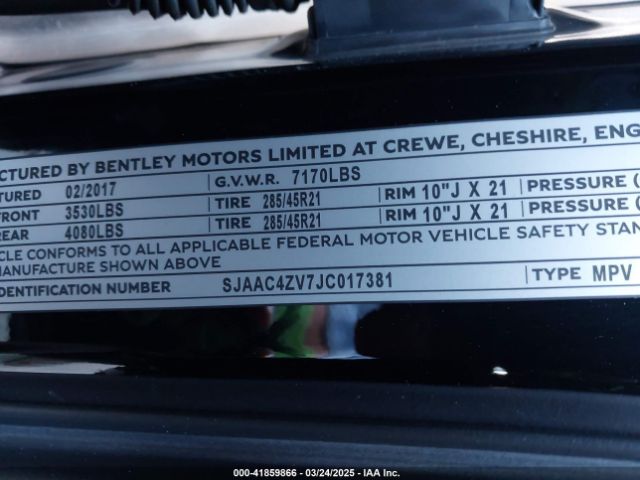 CTURED BY BENTLEY MOTORS LIMITED AT CREWE, CHESHIRE, ENG
TURED 02/2017 G.V.W.R. 7170LBS
FRONT 3530LBS TIRE 285/45R21 RIM 10"J X 21 PRESSURE (
REAR 4080LBS TIRE 285/45R21 RIM 10"J X 21 PRESSURE (
ICLE CONFORMS TO ALL APPLICABLE FEDERAL MOTOR VEHICLE SAFETY STAN
MANUFACTURE SHOWN ABOVE
IDENTIFICATION NUMBER SJAAC4ZV7JC017381 TYPE MPV
000-41859866 — 03/24/2025 — IAA Inc.